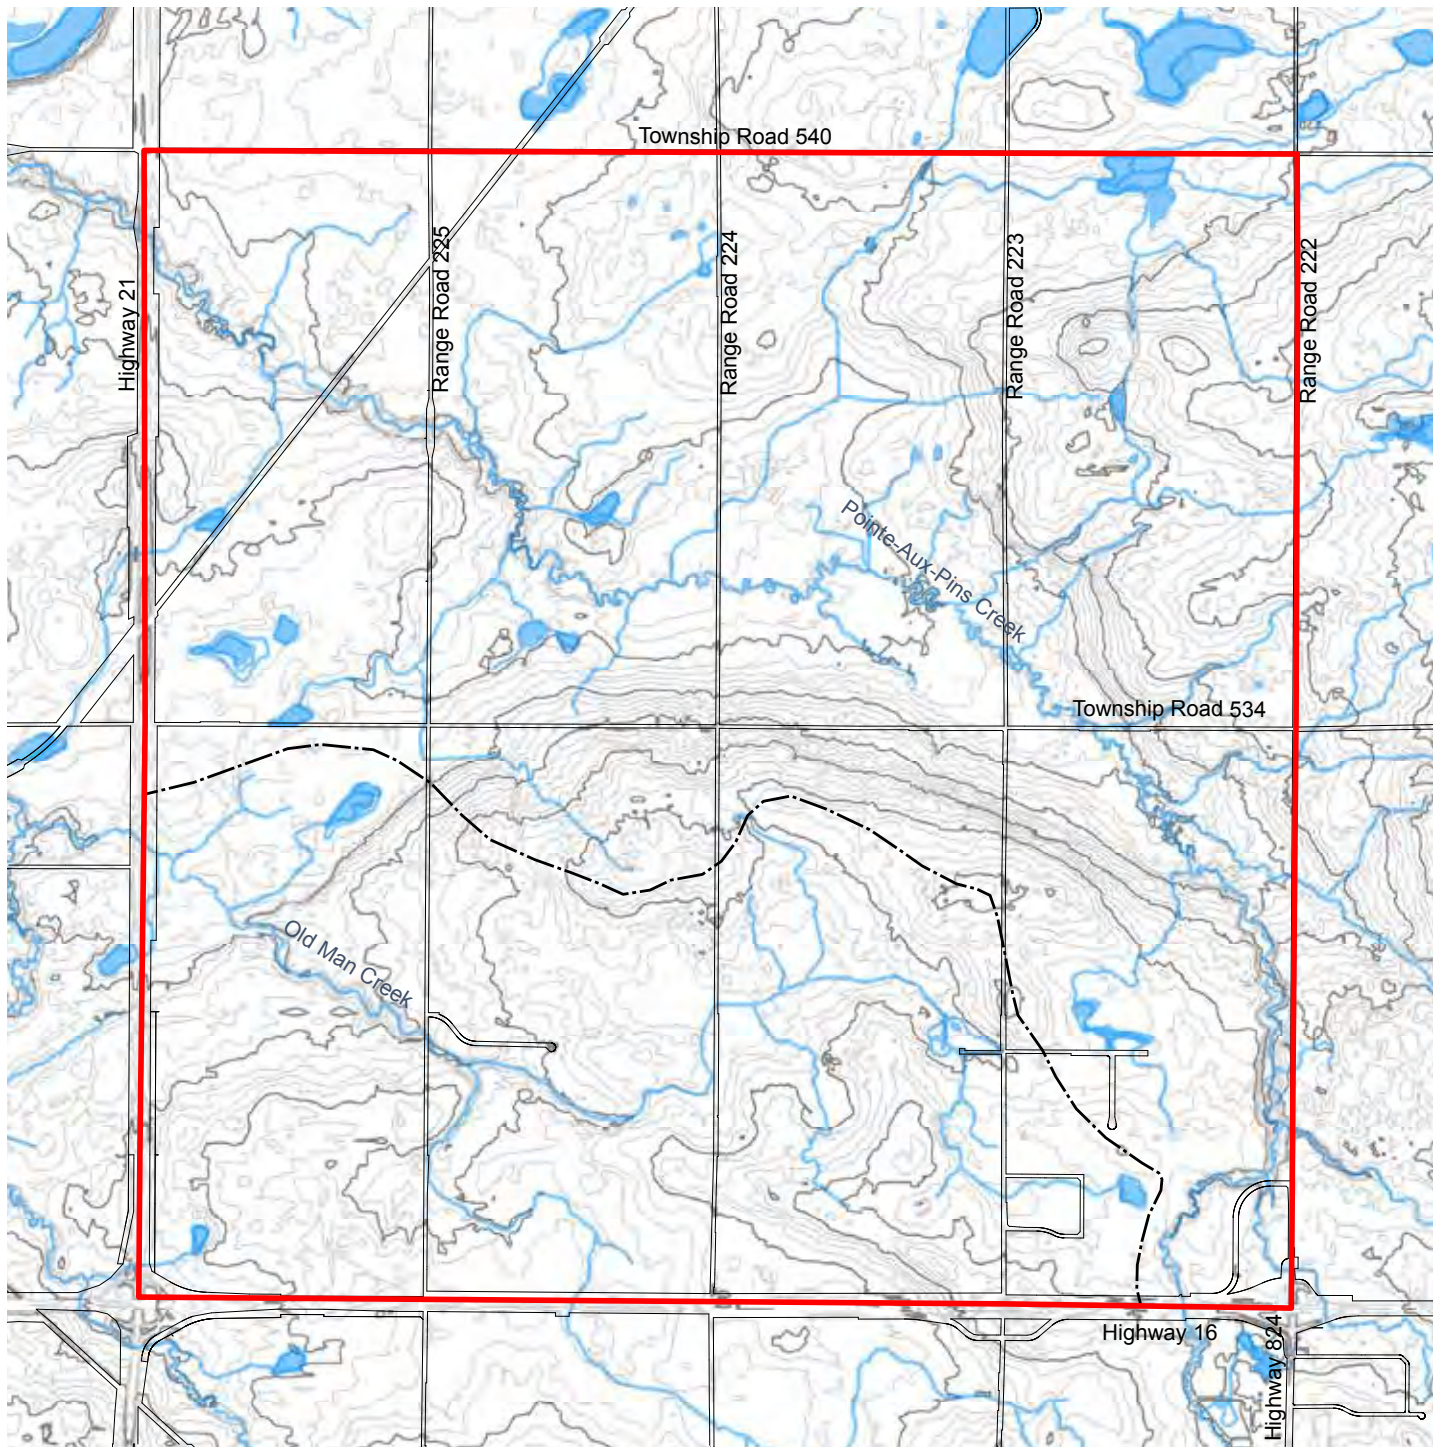 Township Road 540
Highway 21
Range Road 225
Range Road 224
Range Road 223
Range Road 222
Pointe-Aux-Pins Creek
Township Road 534
Old Man Creek
Highway 16
Highway 824